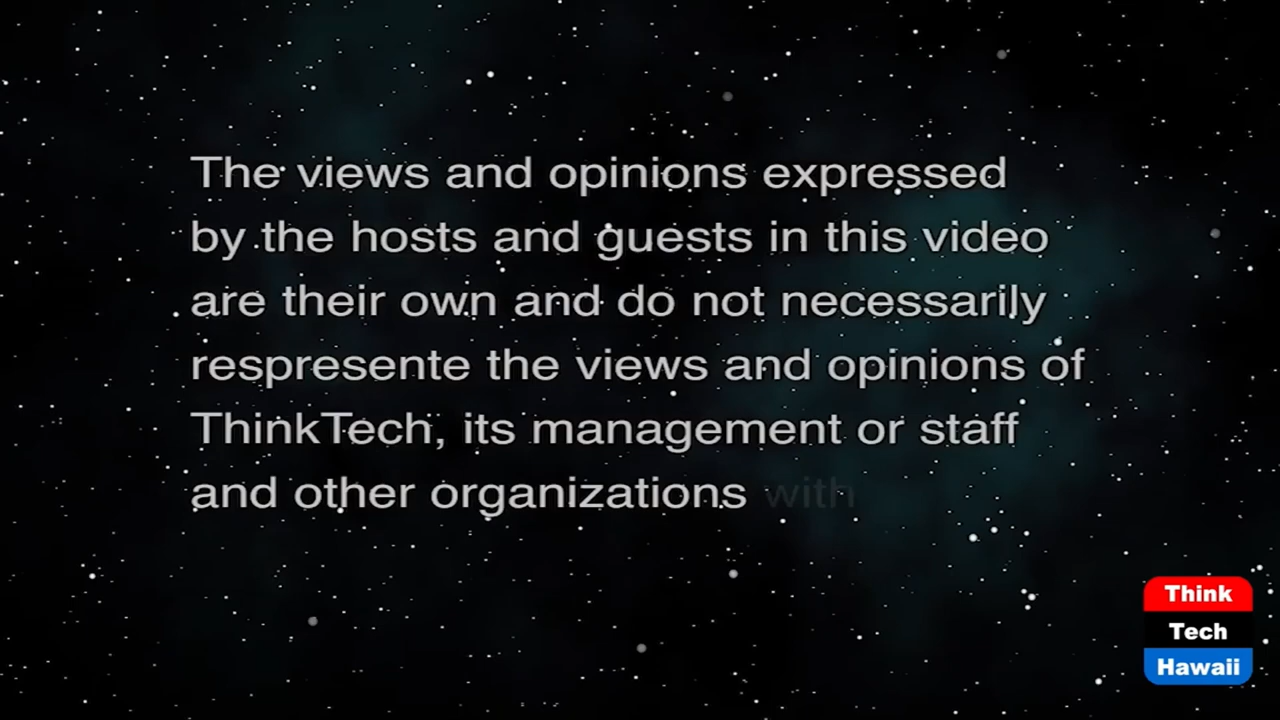 The views and opinions expressed
by the hosts and guests in this video
are their own and do not necessarily
respresente the views and opinions of
ThinkTech, its management or staff
and other organizations with
Think
Tech
Hawaii